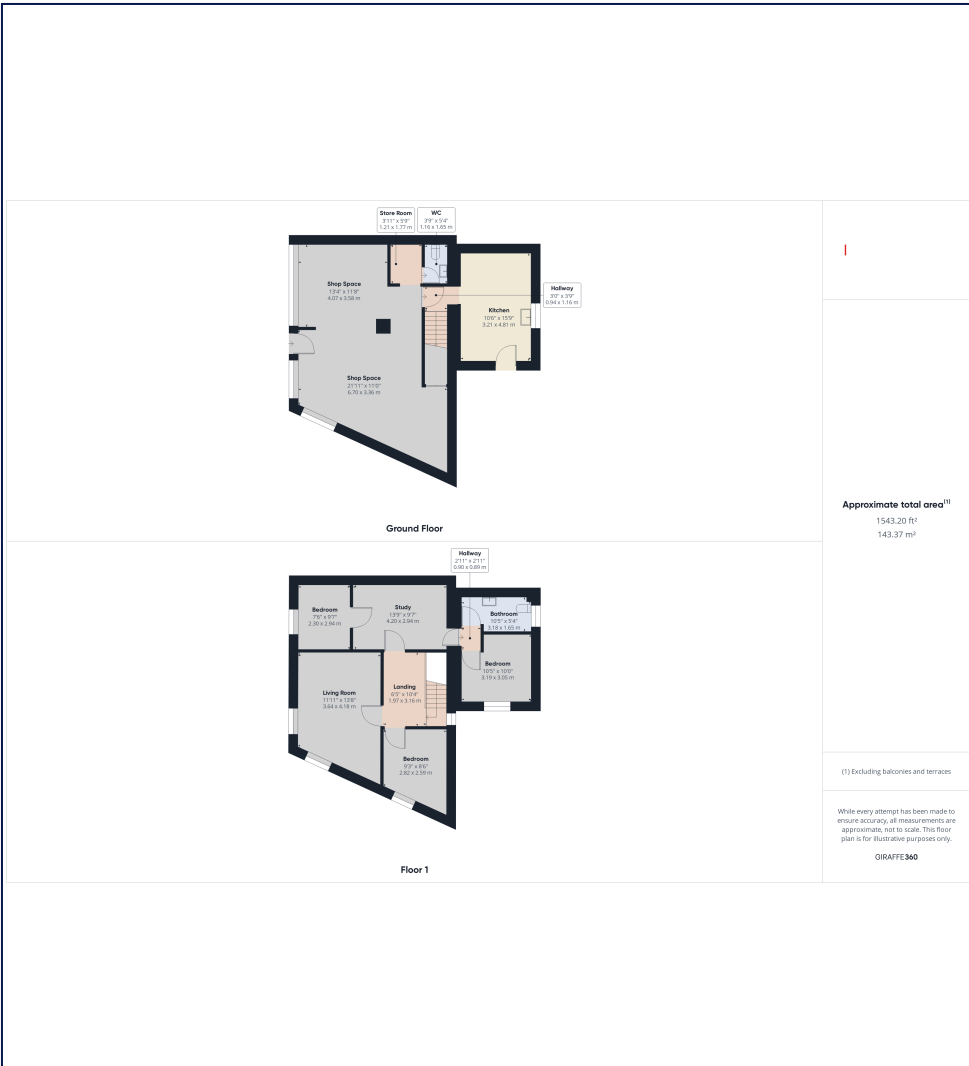 Store Room
3'11" x 5'9"
1.21 x 1.77 m
WC
3'9" x 5'4"
1.16 x 1.65 m
Shop Space
13'4" x 11'8"
4.07 x 3.58 m
Hallway
3'0" x 3'9"
0.94 x 1.16 m
Kitchen
10'6" x 15'9"
3.21 x 4.81 m
Shop Space
21'11" x 11'0"
6.70 x 3.36 m
Ground Floor
Hallway
2'11" x 2'11"
0.90 x 0.89 m
Bedroom
7'6" x 9'7"
2.30 x 2.94 m
Study
13'9" x 9'7"
4.20 x 2.94 m
Bathroom
10'5" x 5'4"
3.18 x 1.65 m
Bedroom
10'5" x 10'0"
3.19 x 3.05 m
Living Room
11'11" x 13'8"
3.64 x 4.18 m
Landing
6'5" x 10'4"
1.97 x 3.16 m
Bedroom
9'3" x 8'6"
2.82 x 2.59 m
Floor 1
Approximate total area(1)
1543.20 ft²
143.37 m²
(1) Excluding balconies and terraces
While every attempt has been made to
ensure accuracy, all measurements are
approximate, not to scale. This floor
plan is for illustrative purposes only.
GIRAFFE360